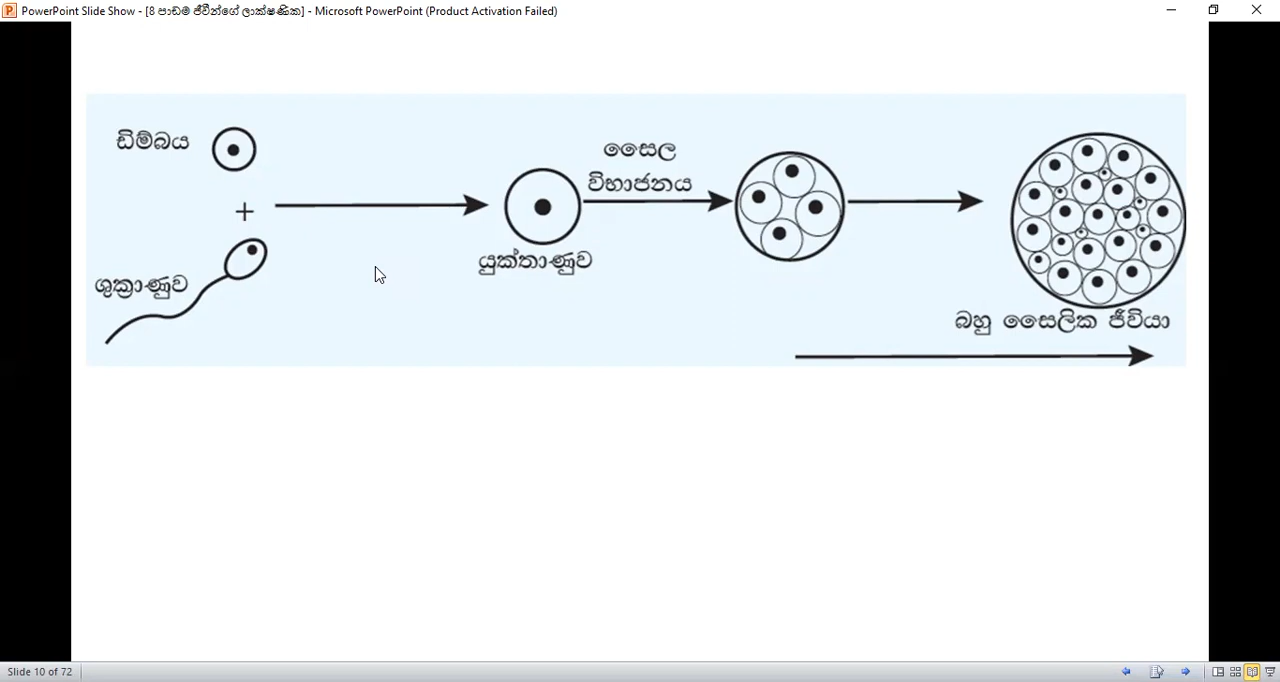 PowerPoint Slide Show - [8 පාඩම ජීවීන්ගේ ලාක්ෂණික] - Microsoft PowerPoint (Product Activation Failed)
ඩිම්බය
+
ශුක්‍රාණුව
යුක්තාණුව
සෛල
විභාජනය
බහු සෛලික ජීවියා
Slide 10 of 72